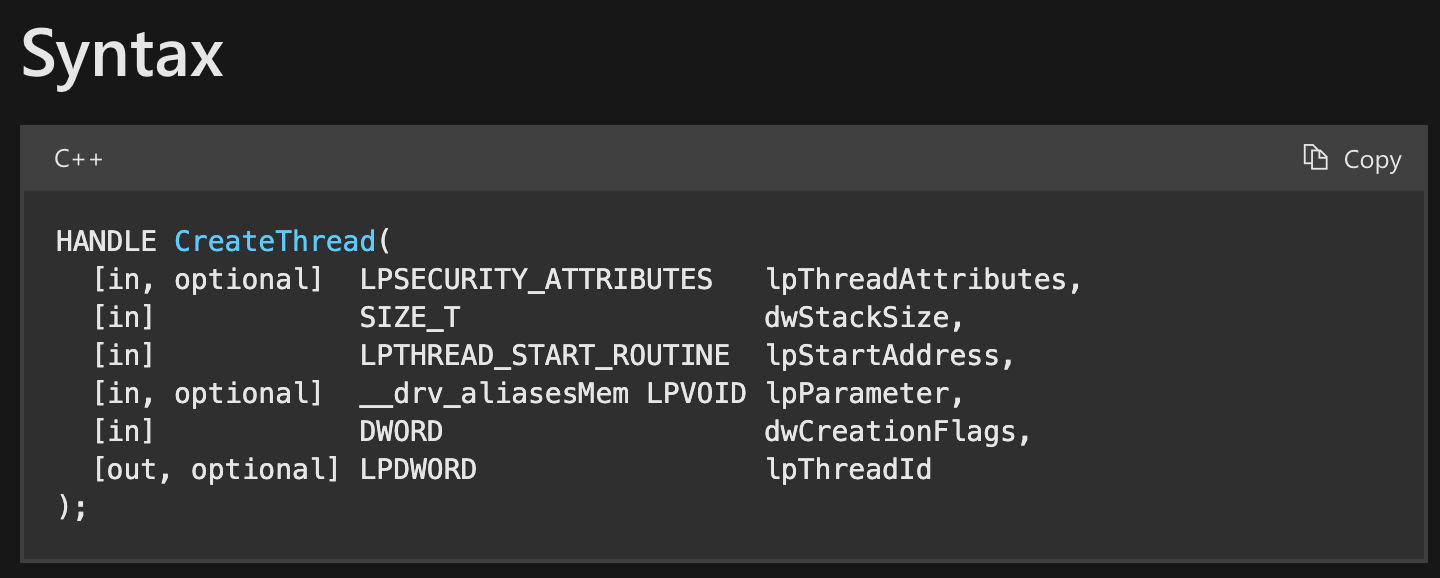 Syntax
C++ Copy
HANDLE CreateThread(
  [in, optional]  LPSECURITY_ATTRIBUTES   lpThreadAttributes,
  [in]            SIZE_T                  dwStackSize,
  [in]            LPTHREAD_START_ROUTINE  lpStartAddress,
  [in, optional]  __drv_aliasesMem LPVOID lpParameter,
  [in]            DWORD                   dwCreationFlags,
  [out, optional] LPDWORD                 lpThreadId
);